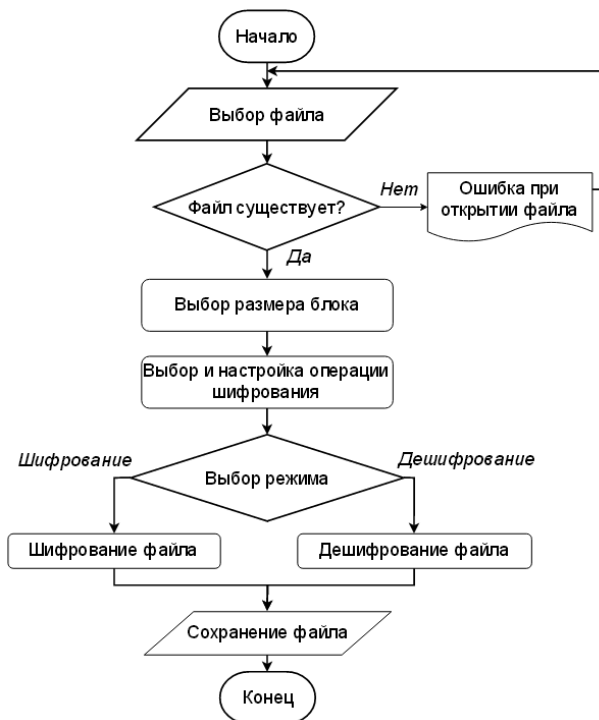 Начало
Выбор файла
Файл существует?
Нет
Ошибка при
открытии файла
Да
Выбор размера блока
Выбор и настройка операции
шифрования
Шифрование
Выбор режима
Дешифрование
Шифрование файла
Дешифрование файла
Сохранение файла
Конец